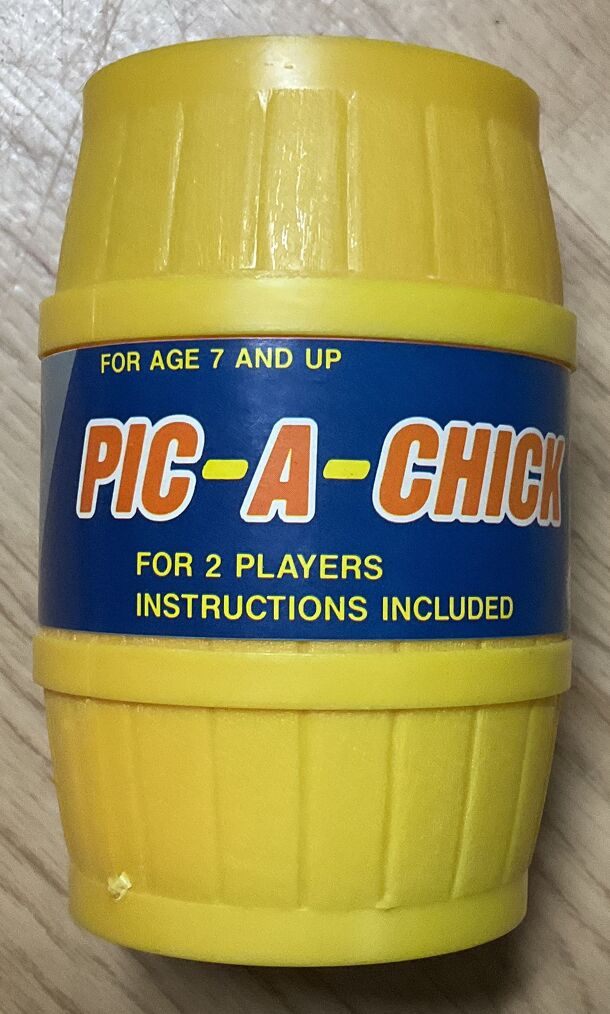 FOR AGE 7 AND UP
PIC-A-CHICK
FOR 2 PLAYERS
INSTRUCTIONS INCLUDED